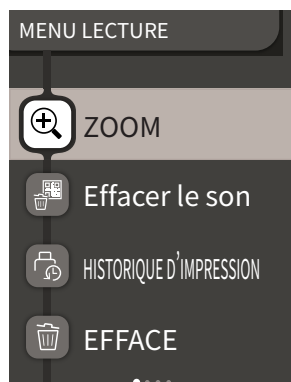 MENU LECTURE
ZOOM
Effacer le son
HISTORIQUE D'IMPRESSION
EFFACE